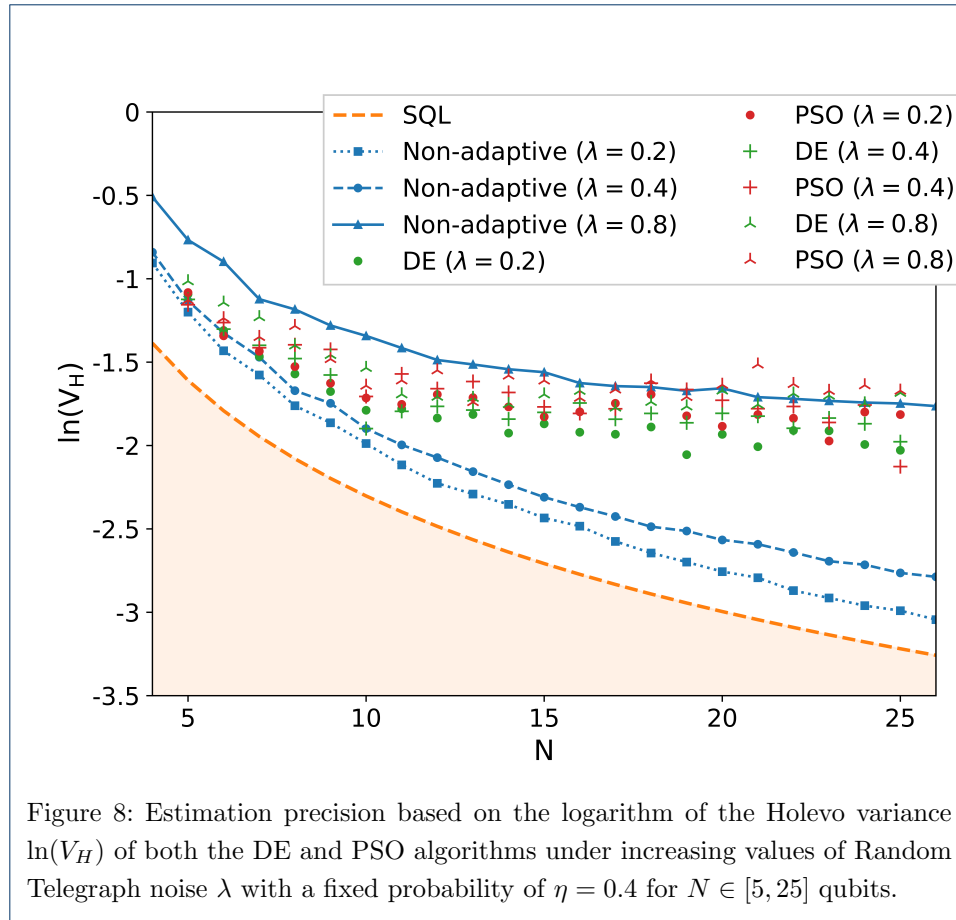 0
-0.5
-1
-1.5
-2
-2.5
-3
-3.5
ln(V_H)
SQL
Non-adaptive (λ = 0.2)
Non-adaptive (λ = 0.4)
Non-adaptive (λ = 0.8)
DE (λ = 0.2)
PSO (λ = 0.2)
DE (λ = 0.4)
PSO (λ = 0.4)
DE (λ = 0.8)
PSO (λ = 0.8)
5
10
15
20
25
N
Figure 8: Estimation precision based on the logarithm of the Holevo variance
ln(V_H) of both the DE and PSO algorithms under increasing values of Random
Telegraph noise λ with a fixed probability of η = 0.4 for N ∈ [5, 25] qubits.